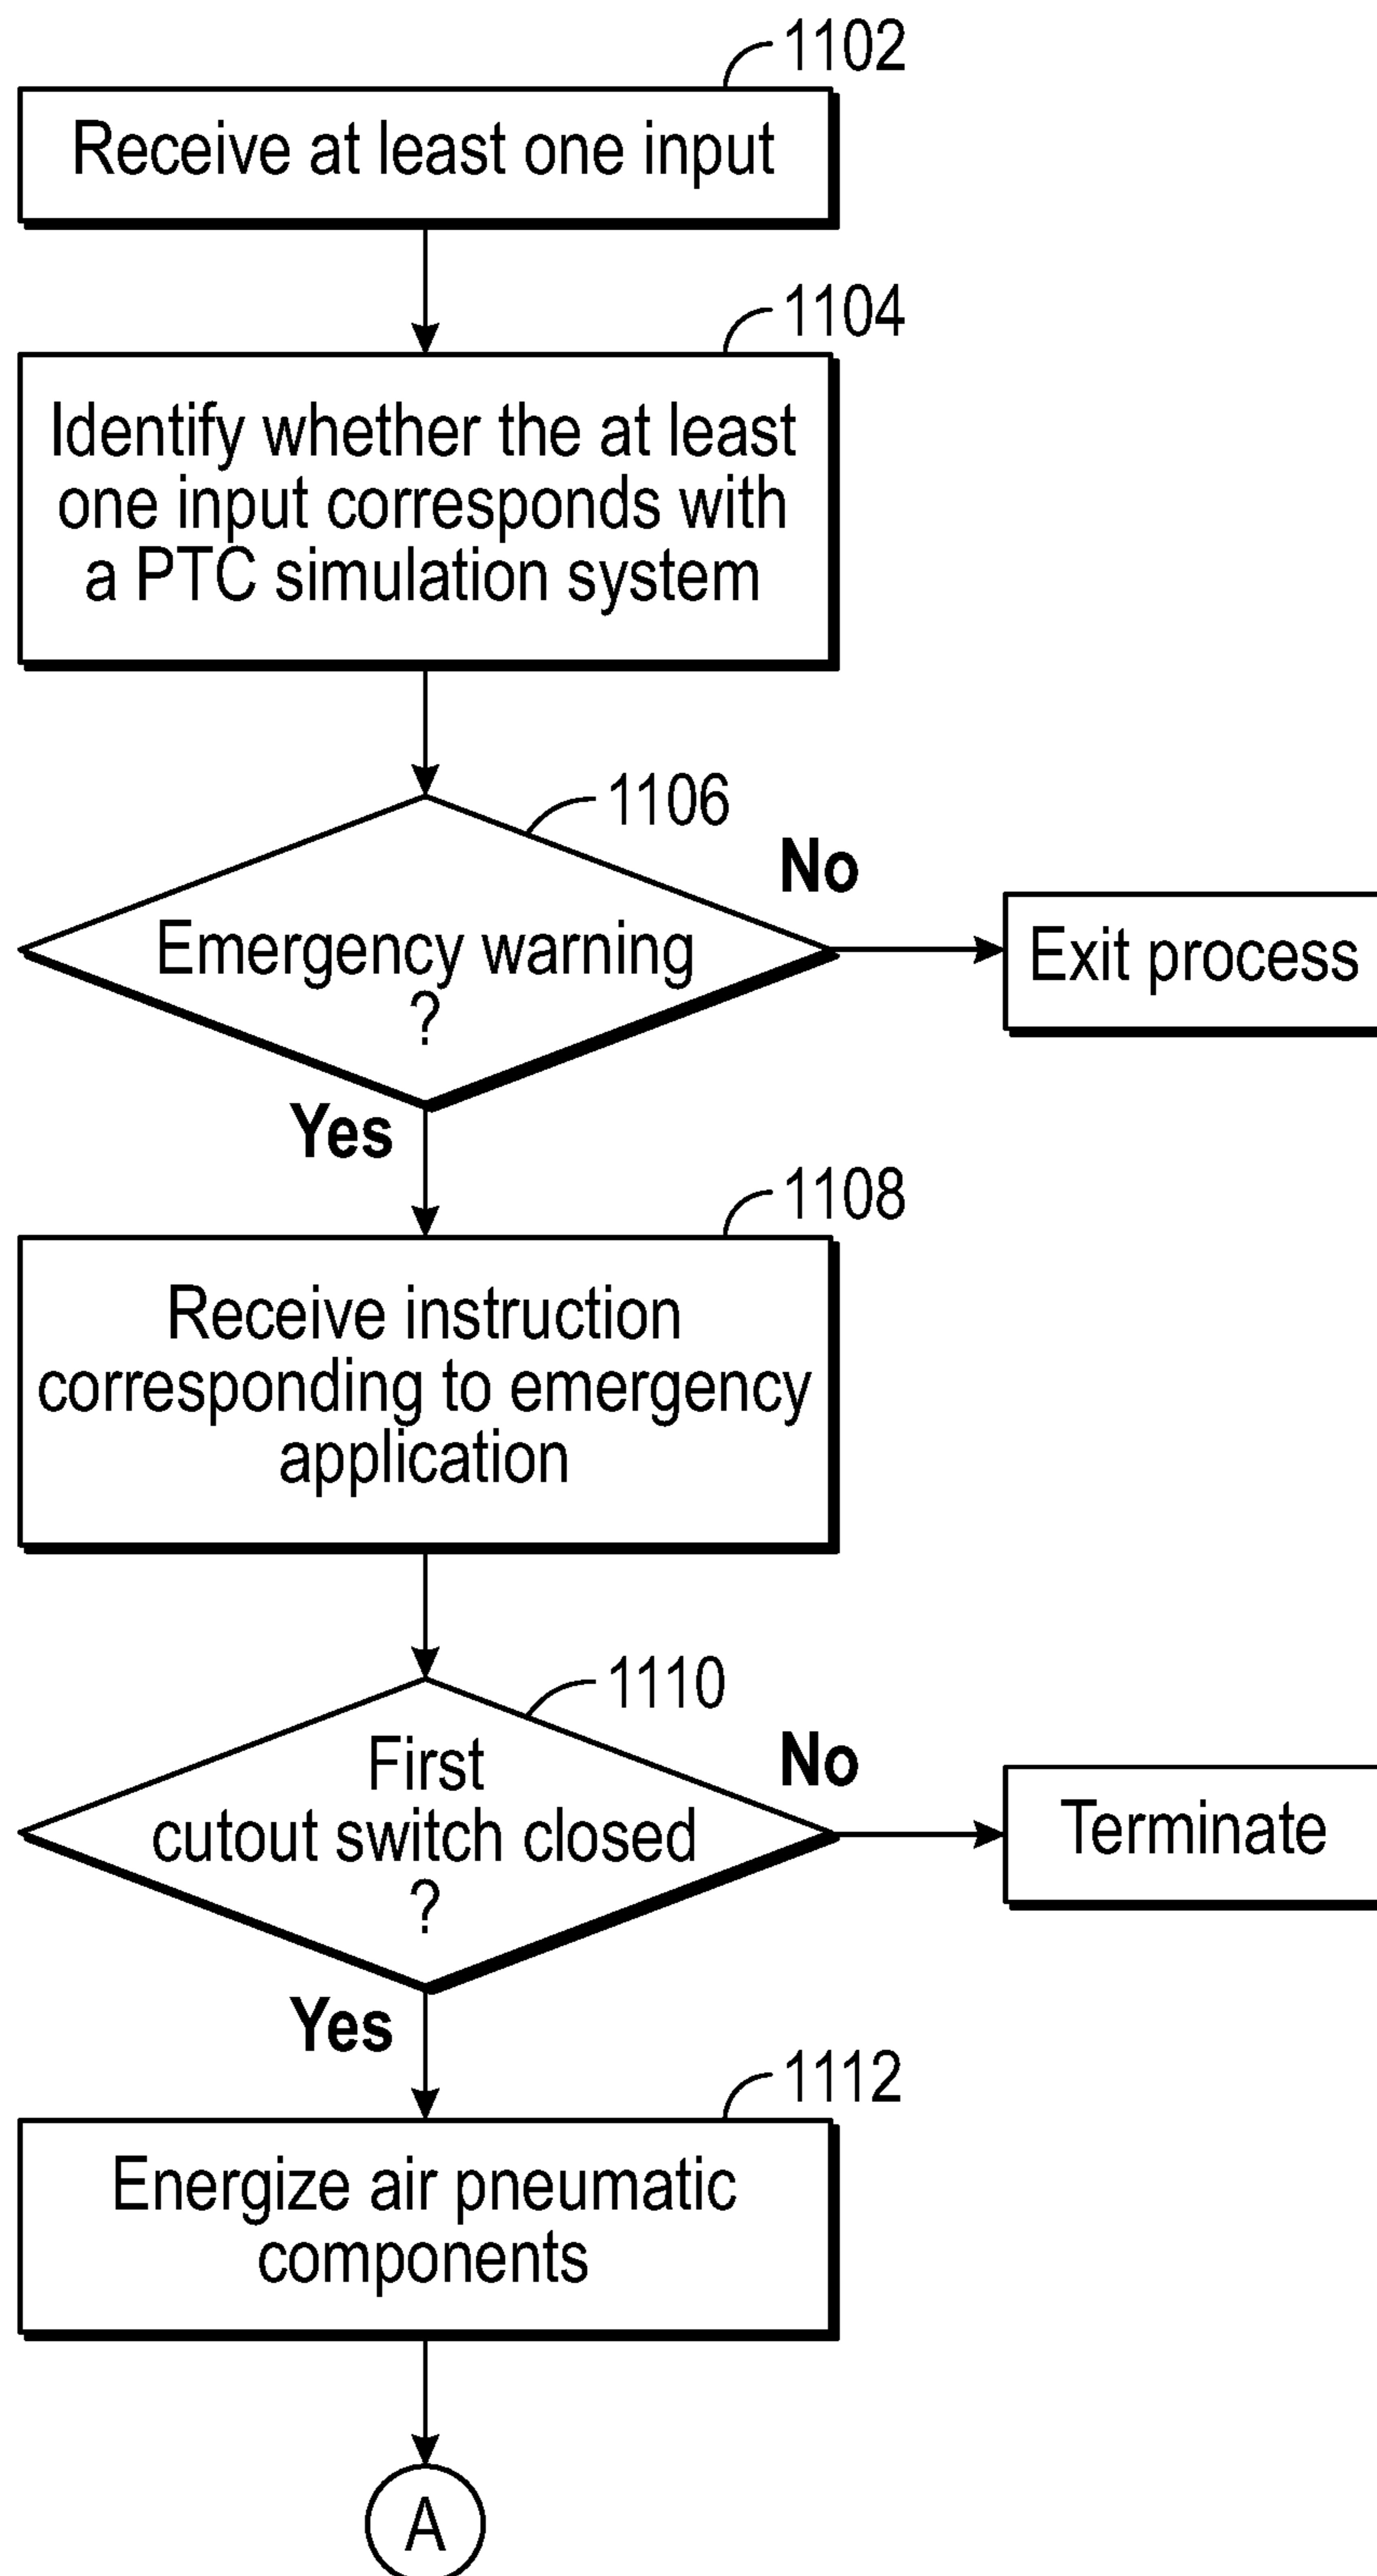 1102
Receive at least one input
1104
Identify whether the at least
one input corresponds with
a PTC simulation system
1106
No
Emergency warning
?
Exit process
Yes
1108
Receive instruction
corresponding to emergency
application
1110
No
First
cutout switch closed
?
Terminate
Yes
1112
Energize air pneumatic
components
A